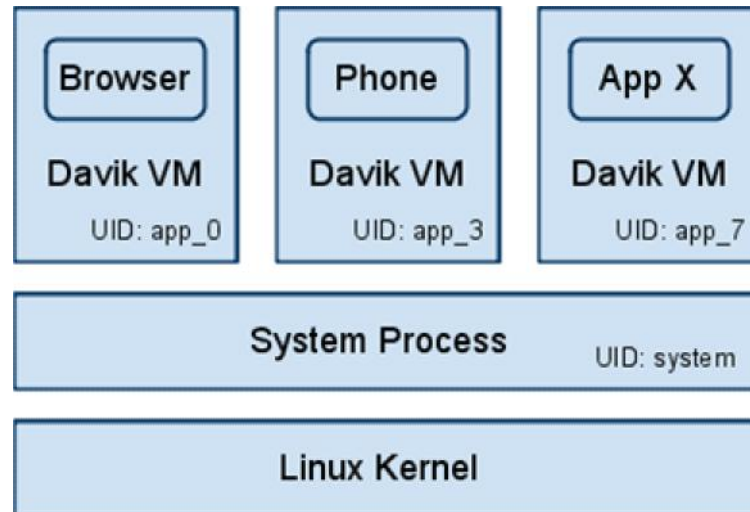 Browser
Davik VM
UID: app_0
Phone
Davik VM
UID: app_3
App X
Davik VM
UID: app_7
System Process
UID: system
Linux Kernel